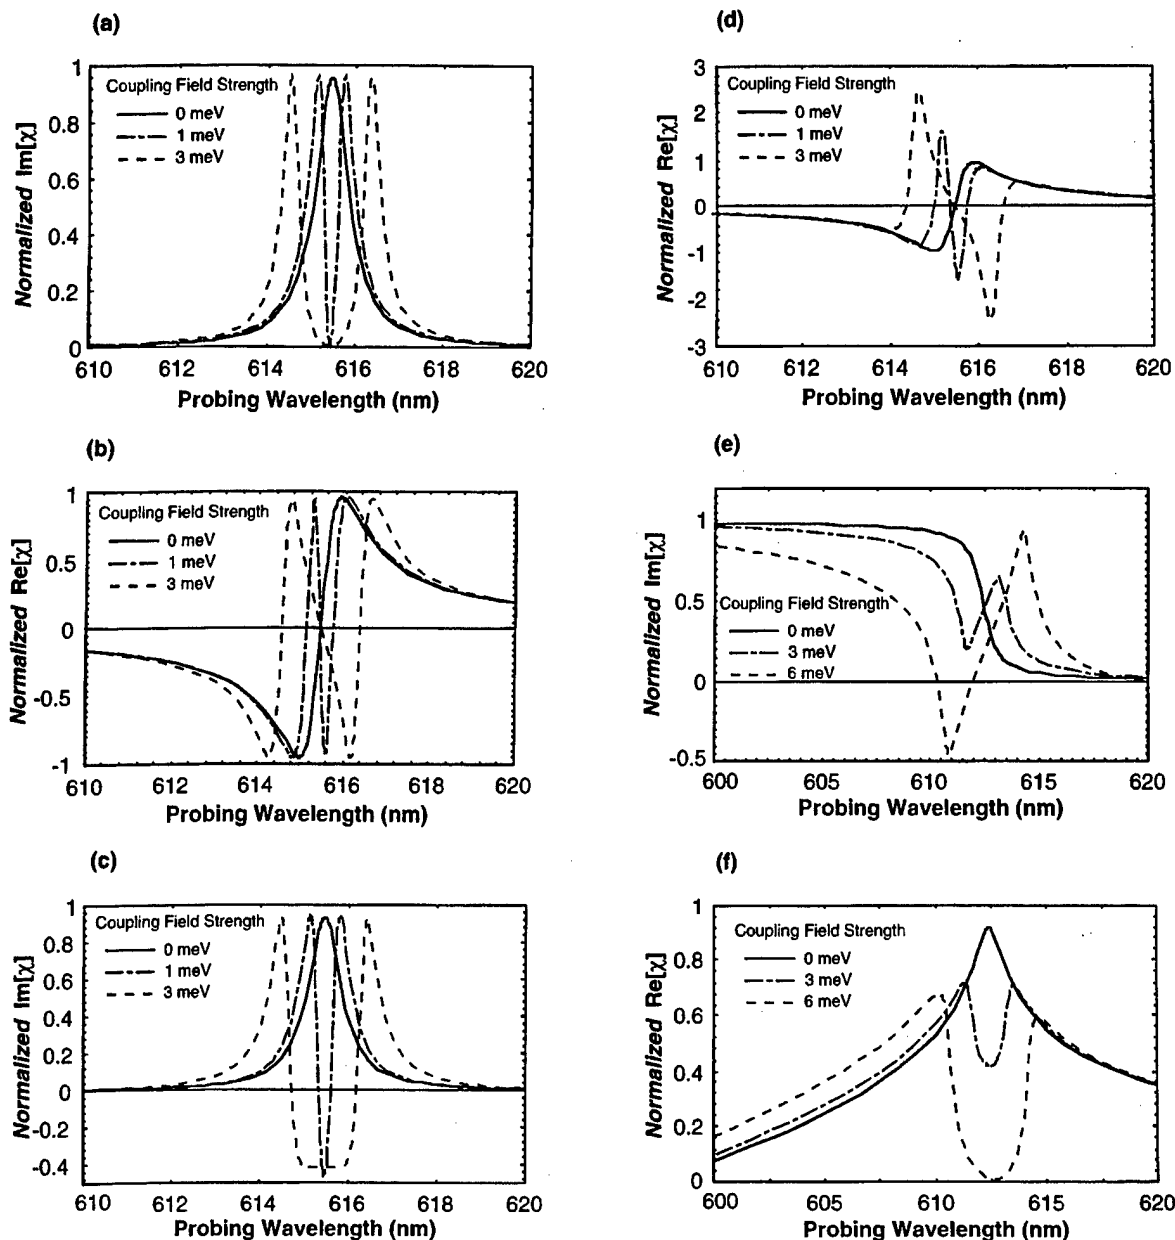 (a)
Coupling Field Strength
0 meV
1 meV
3 meV
Normalized Im[χ]
1
0.8
0.6
0.4
0.2
0
610 612 614 616 618 620
Probing Wavelength (nm)
(b)
Coupling Field Strength
0 meV
1 meV
3 meV
Normalized Re[χ]
1
0.5
0
-0.5
-1
610 612 614 616 618 620
Probing Wavelength (nm)
(c)
Coupling Field Strength
0 meV
1 meV
3 meV
Normalized Im[χ]
1
0.8
0.6
0.4
0.2
0
-0.2
-0.4
610 612 614 616 618 620
Probing Wavelength (nm)
(d)
Coupling Field Strength
0 meV
1 meV
3 meV
Normalized Re[χ]
3
2
1
0
-1
-2
-3
610 612 614 616 618 620
Probing Wavelength (nm)
(e)
Coupling Field Strength
0 meV
3 meV
6 meV
Normalized Im[χ]
1
0.5
0
-0.5
600 605 610 615 620
Probing Wavelength (nm)
(f)
Coupling Field Strength
0 meV
3 meV
6 meV
Normalized Re[χ]
1
0.8
0.6
0.4
0.2
0
600 605 610 615 620
Probing Wavelength (nm)